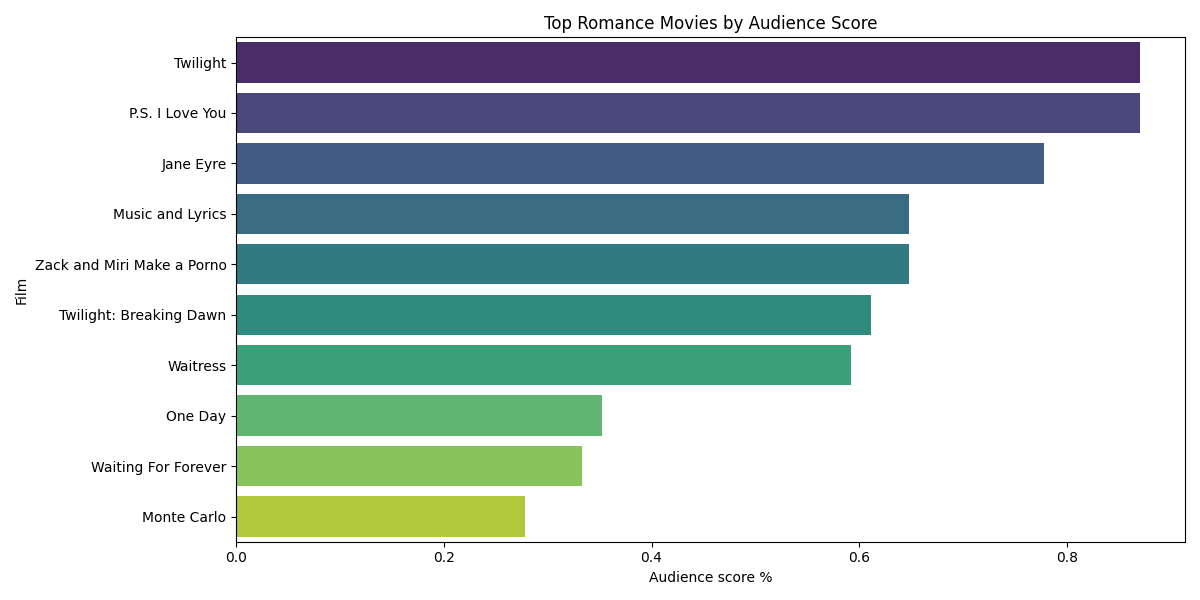 Top Romance Movies by Audience Score
Film
Twilight
P.S. I Love You
Jane Eyre
Music and Lyrics
Zack and Miri Make a Porno
Twilight: Breaking Dawn
Waitress
One Day
Waiting For Forever
Monte Carlo
0.0 0.2 0.4 0.6 0.8
Audience score %